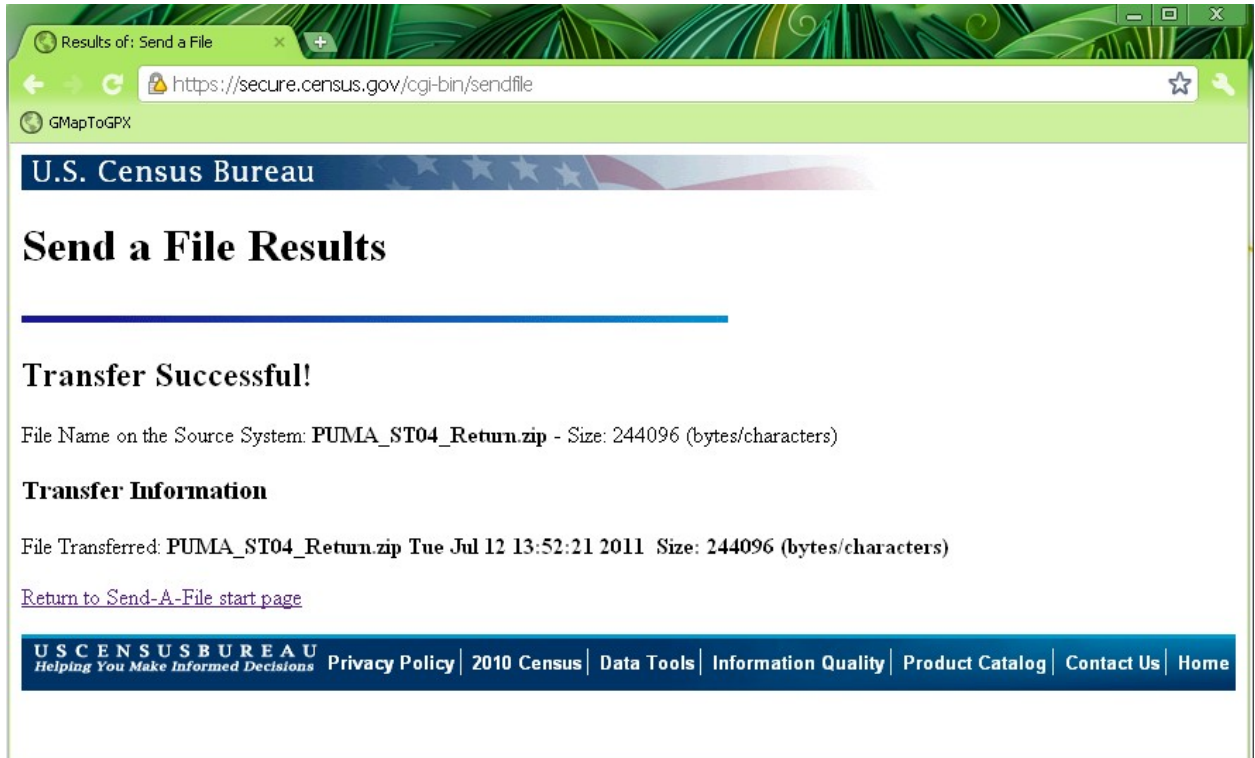 Results of: Send a File
https://secure.census.gov/cgi-bin/sendfile
GMapToGPX
U.S. Census Bureau
Send a File Results
Transfer Successful!
File Name on the Source System: PUMA_ST04_Return.zip - Size: 244096 (bytes/characters)
Transfer Information
File Transferred: PUMA_ST04_Return.zip Tue Jul 12 13:52:21 2011 Size: 244096 (bytes/characters)
Return to Send-A-File start page
USCENSUSBUREAU
Helping You Make Informed Decisions Privacy Policy | 2010 Census | Data Tools | Information Quality | Product Catalog | Contact Us | Home